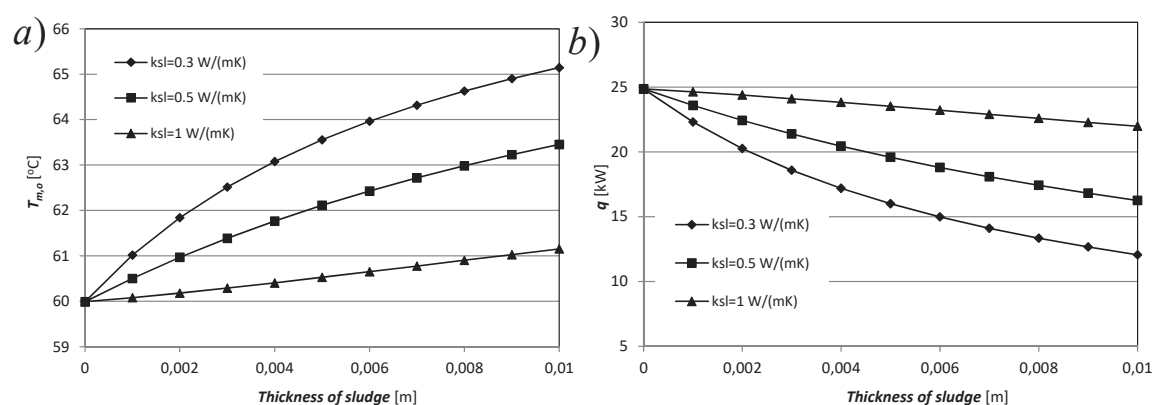 a)
66
65
64
63
62
61
60
59
T_{m,o} [ºC]
ksl=0.3 W/(mK)
ksl=0.5 W/(mK)
ksl=1 W/(mK)
0
0,002
0,004
0,006
0,008
0,01
Thickness of sludge [m]
b)
30
25
20
15
10
5
q [kW]
ksl=0.3 W/(mK)
ksl=0.5 W/(mK)
ksl=1 W/(mK)
0
0,002
0,004
0,006
0,008
0,01
Thickness of sludge [m]